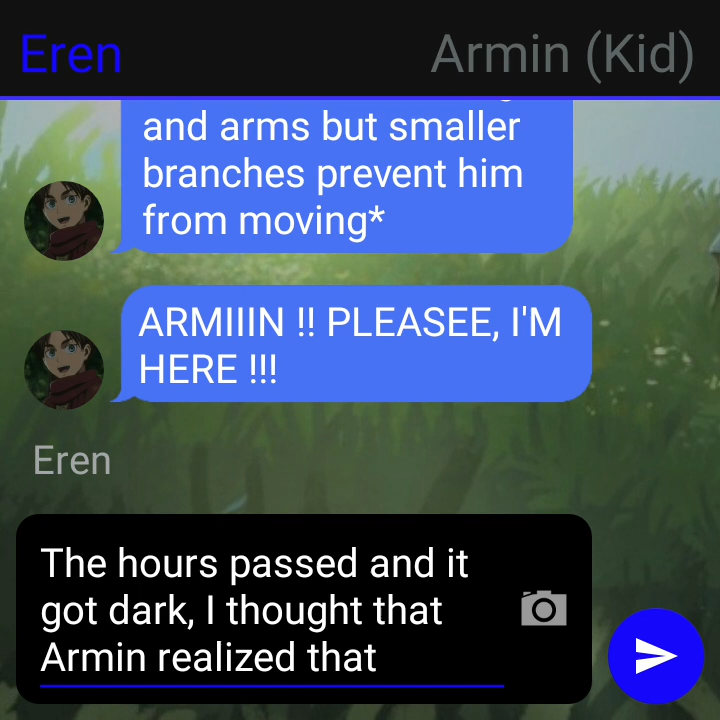 Eren
Armin (Kid)
and arms but smaller
branches prevent him
from moving*
ARMIIIN !! PLEASEE, I'M
HERE !!!
Eren
The hours passed and it
got dark, I thought that
Armin realized that